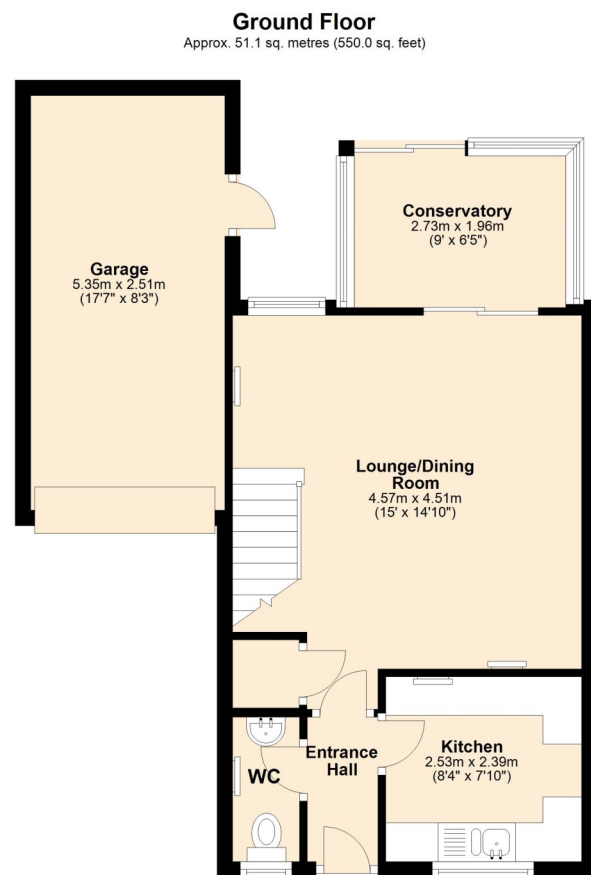 Ground Floor
Approx. 51.1 sq. metres (550.0 sq. feet)
Conservatory
2.73m x 1.96m
(9' x 6'5")
Garage
5.35m x 2.51m
(17'7" x 8'3")
Lounge/Dining
Room
4.57m x 4.51m
(15' x 14'10")
WC
Entrance
Hall
Kitchen
2.53m x 2.39m
(8'4" x 7'10")